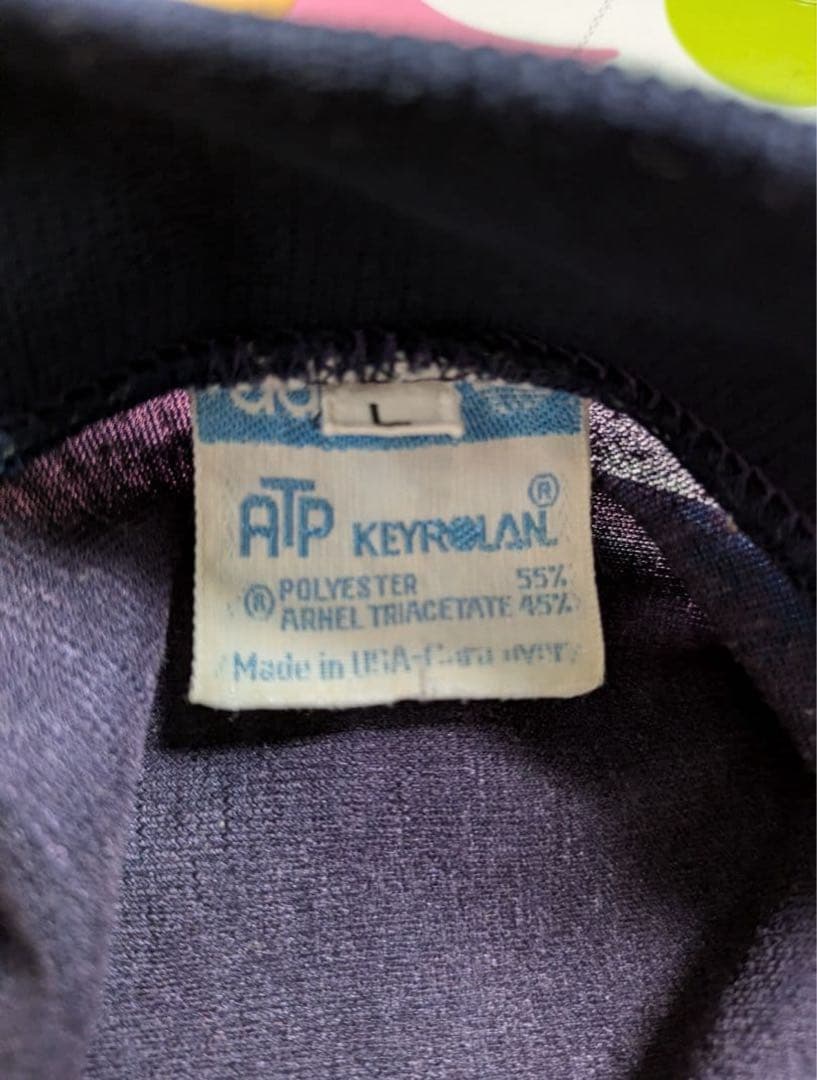 L
ATP KEYROLAN ®
® POLYESTER 55%
ARNEL TRIACETATE 45%
Made in USA-